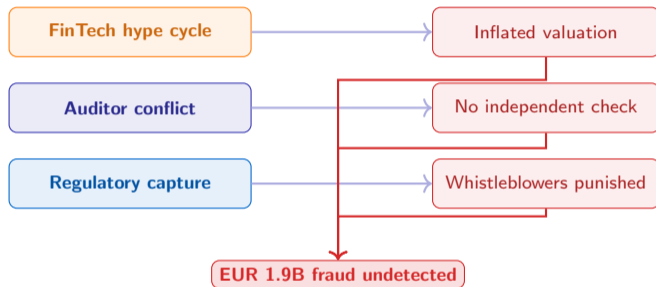 FinTech hype cycle
Inflated valuation
Auditor conflict
No independent check
Regulatory capture
Whistleblowers punished
EUR 1.9B fraud undetected